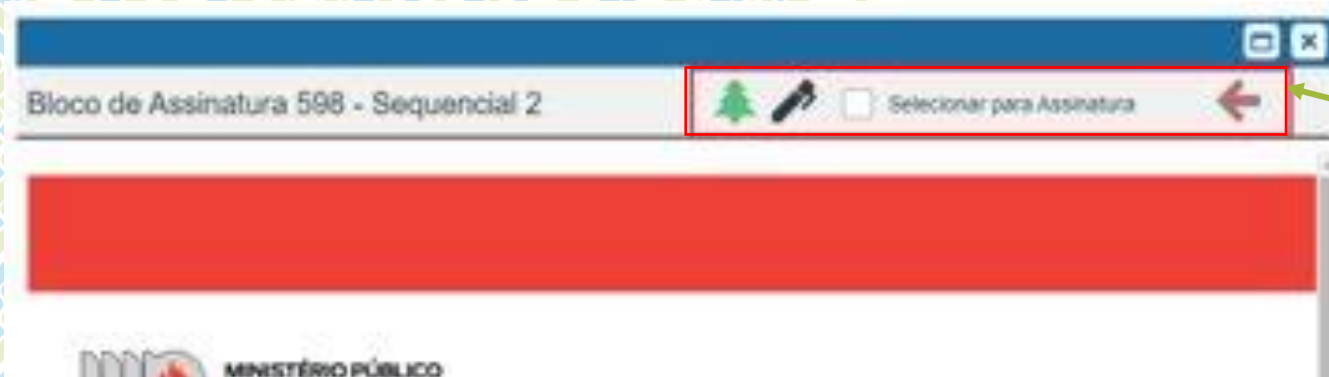 Bloco de Assinatura 598 - Sequencial 2
Selecionar para Assinatura
MINISTÉRIO PÚBLICO